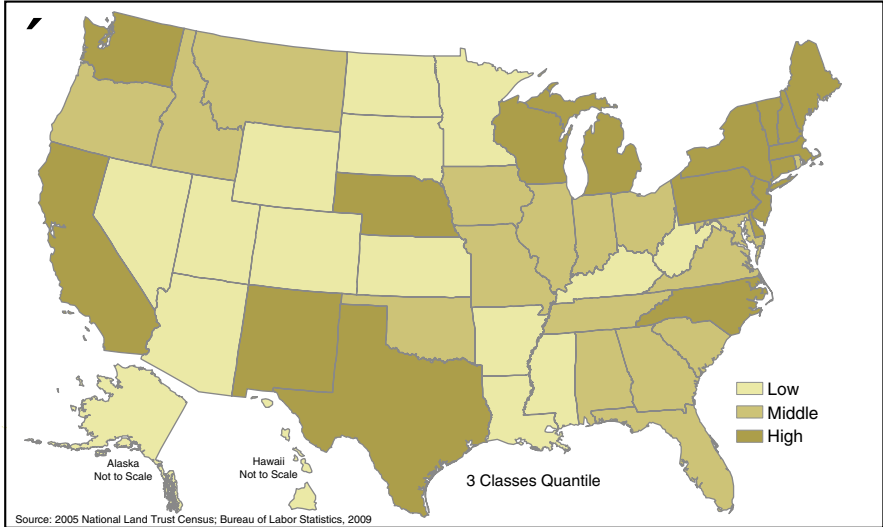 Low
Middle
High
Alaska
Not to Scale
Hawaii
Not to Scale
3 Classes Quantile
Source: 2005 National Land Trust Census; Bureau of Labor Statistics, 2009